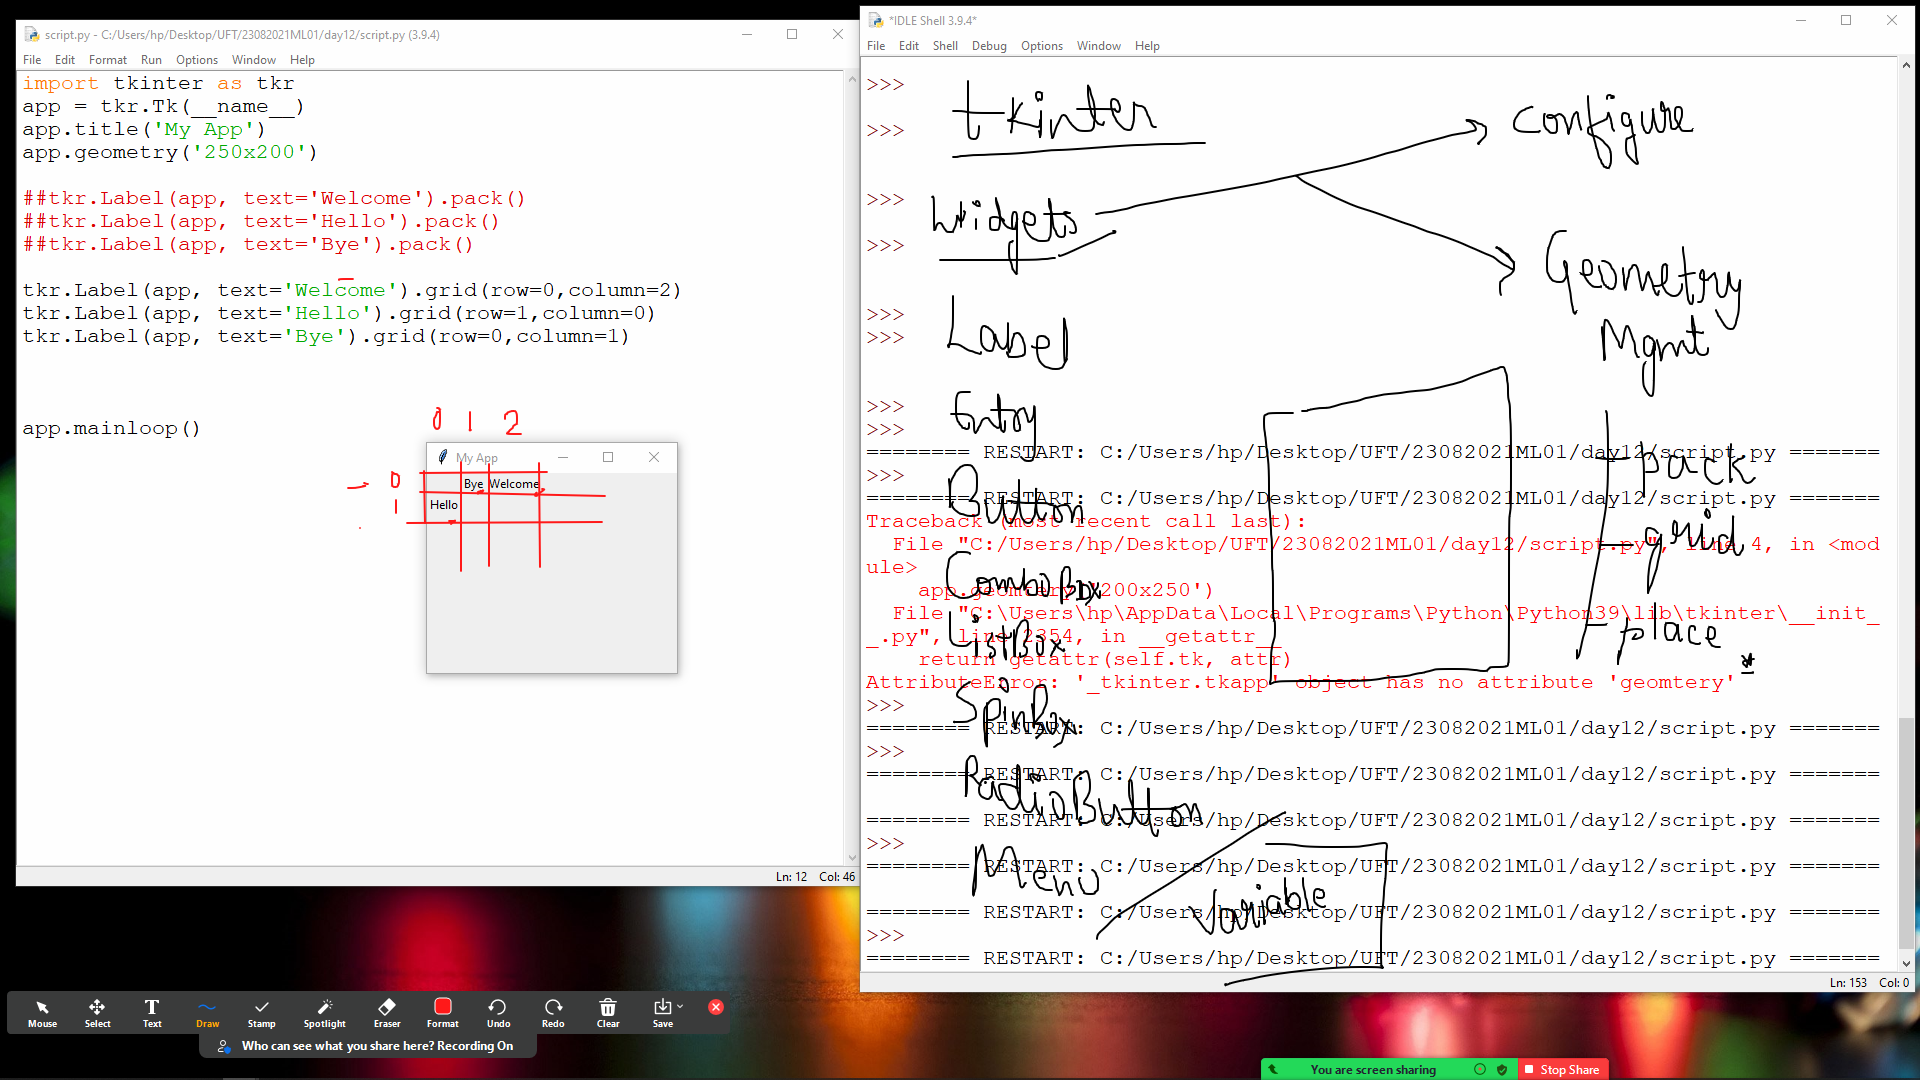 script.py - C:/Users/hp/Desktop/UFT/23082021ML01/day12/script.py (3.9.4)
File Edit Format Run Options Window Help
import tkinter as tkr
app = tkr.Tk(__name__)
app.title('My App')
app.geometry('250x200')
##tkr.Label(app, text='Welcome').pack()
##tkr.Label(app, text='Hello').pack()
##tkr.Label(app, text='Bye').pack()
tkr.Label(app, text='Welcome').grid(row=0,column=2)
tkr.Label(app, text='Hello').grid(row=1,column=0)
tkr.Label(app, text='Bye').grid(row=0,column=1)
app.mainloop()
0 1 2
My App
0
Bye Welcome
1
Hello
Ln: 12 Col: 46
*IDLE Shell 3.9.4*
File Edit Shell Debug Options Window Help
>>>
>>>
>>>
>>>
>>>
>>>
>>>
>>>
======== RESTART: C:/Users/hp/Desktop/UFT/23082021ML01/day12/script.py =======
>>>
======== RESTART: C:/Users/hp/Desktop/UFT/23082021ML01/day12/script.py =======
Traceback (most recent call last):
File "C:/Users/hp/Desktop/UFT/23082021ML01/day12/script.py", line 4, in <mod
ule>
app.geomtery('200x250')
File "C:\Users\hp\AppData\Local\Programs\Python\Python39\lib\tkinter\__init_
_.py", line 2354, in __getattr__
return getattr(self.tk, attr)
AttributeError: '_tkinter.tkapp' object has no attribute 'geomtery'
>>>
======== RESTART: C:/Users/hp/Desktop/UFT/23082021ML01/day12/script.py =======
>>>
======== RESTART: C:/Users/hp/Desktop/UFT/23082021ML01/day12/script.py =======
======== RESTART: C:/Users/hp/Desktop/UFT/23082021ML01/day12/script.py =======
>>>
======== RESTART: C:/Users/hp/Desktop/UFT/23082021ML01/day12/script.py =======
======== RESTART: C:/Users/hp/Desktop/UFT/23082021ML01/day12/script.py =======
>>>
======== RESTART: C:/Users/hp/Desktop/UFT/23082021ML01/day12/script.py =======
Ln: 153 Col: 0
tkinter
Widgets
Label
Entry
Button
ComboBox
ListBox
SpinBox
RadioButton
Menu
Variable
Configure
Geometry
Mgmt
pack
grid
place *
Mouse Select Text Draw Stamp Spotlight Eraser Format Undo Redo Clear Save
Who can see what you share here? Recording On
You are screen sharing
Stop Share